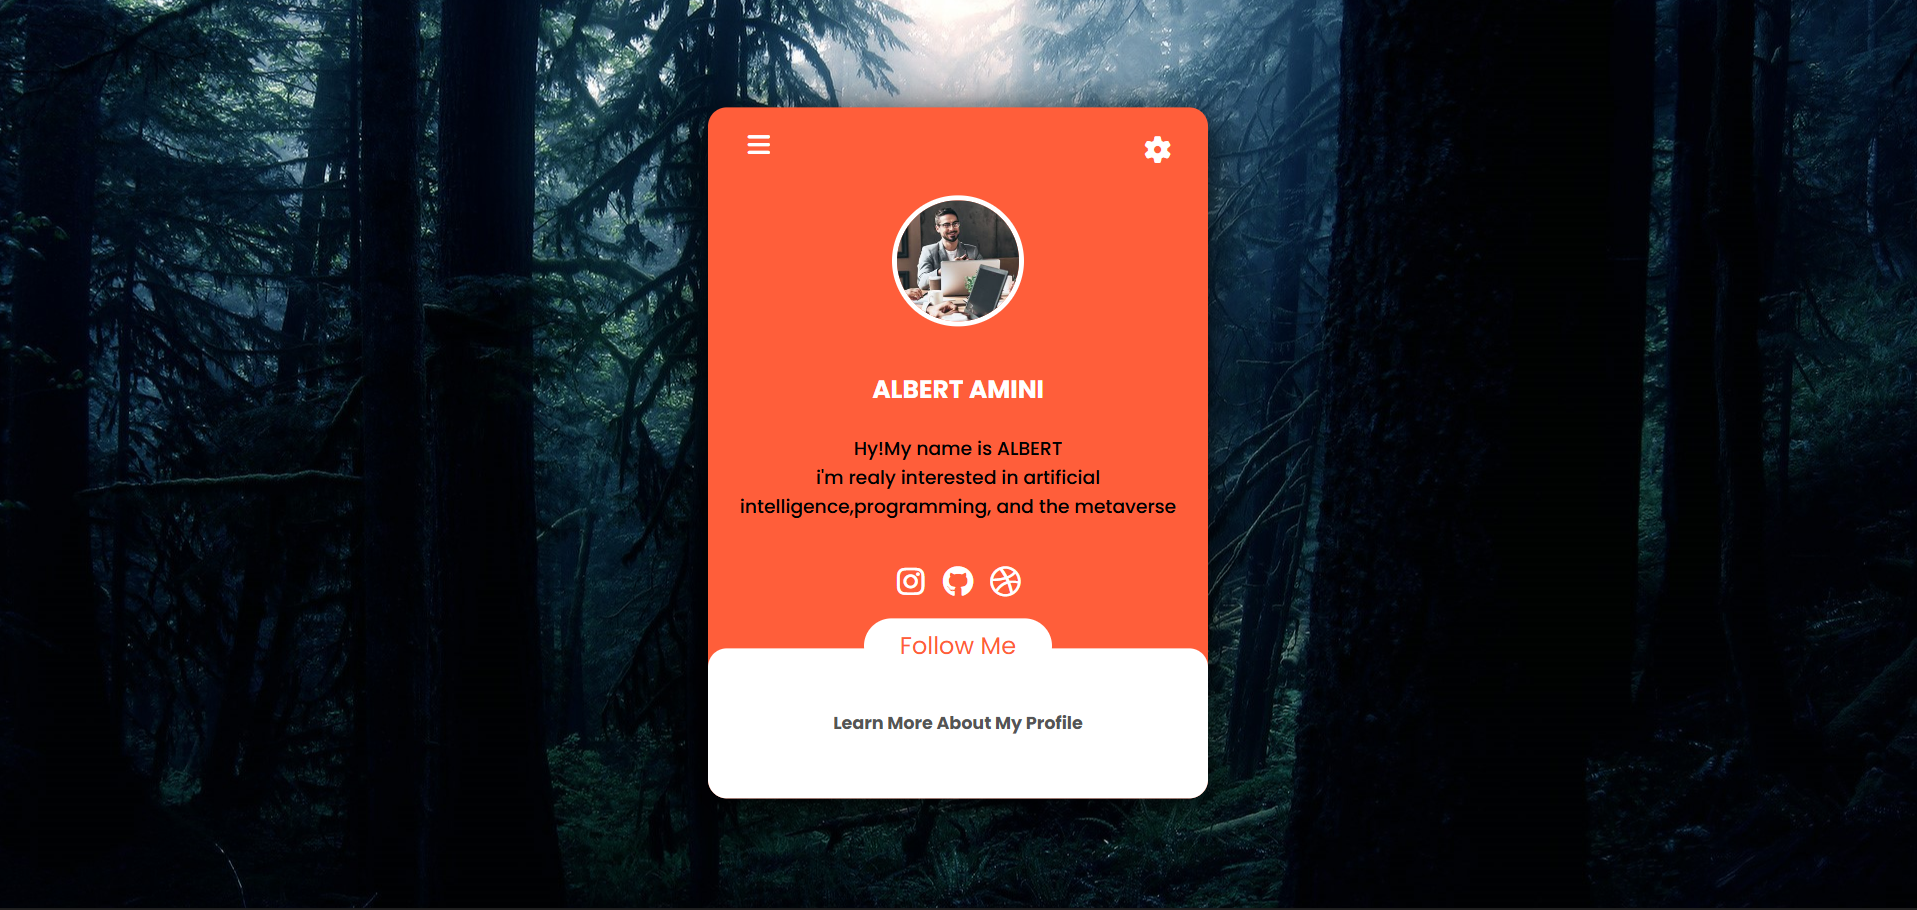 ALBERT AMINI
Hy!My name is ALBERT
i'm realy interested in artificial
intelligence,programming, and the metaverse
Follow Me
Learn More About My Profile